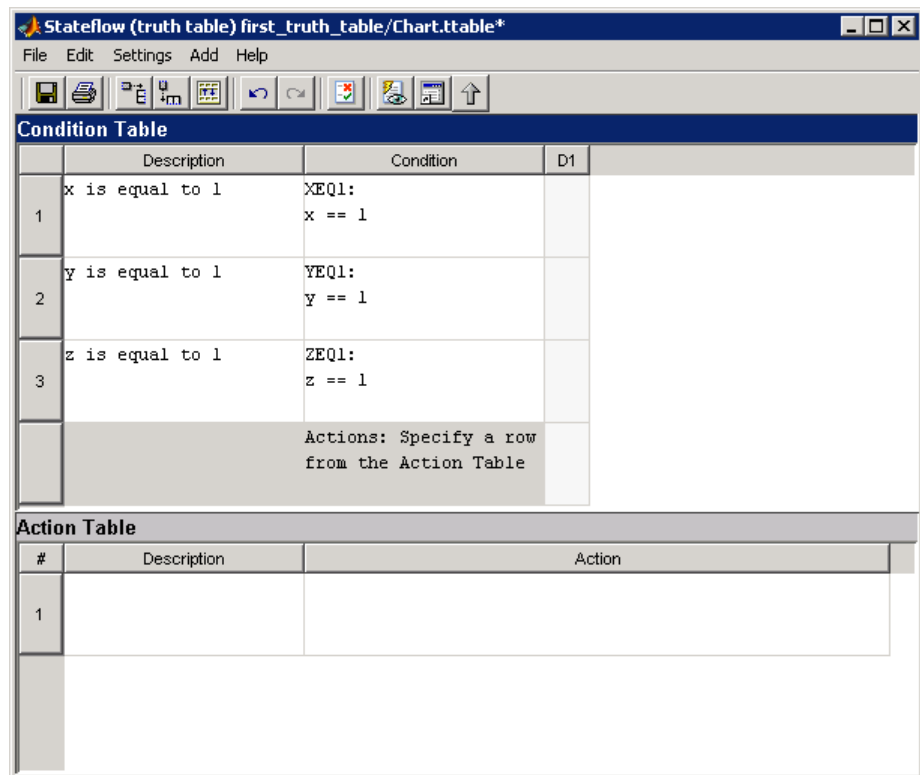 Stateflow (truth table) first_truth_table/Chart.ttable*
File Edit Settings Add Help
Condition Table
Description Condition D1
1 x is equal to 1 XEQ1:
x == 1
2 y is equal to 1 YEQ1:
y == 1
3 z is equal to 1 ZEQ1:
z == 1
Actions: Specify a row
from the Action Table
Action Table
# Description Action
1